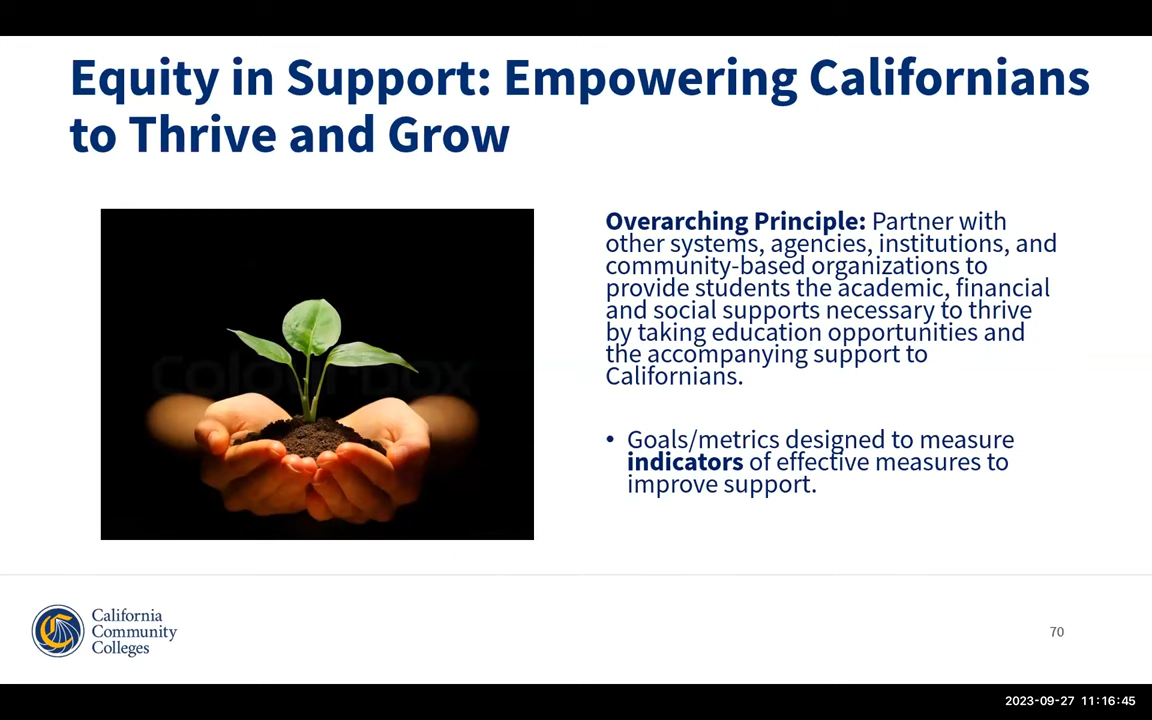 Equity in Support: Empowering Californians
to Thrive and Grow
Overarching Principle: Partner with
other systems, agencies, institutions, and
community-based organizations to
provide students the academic, financial
and social supports necessary to thrive
by taking education opportunities and
the accompanying support to
Californians.
• Goals/metrics designed to measure
indicators of effective measures to
improve support.
Colourbox
California
Community
Colleges
70
2023-09-27 11:16:45